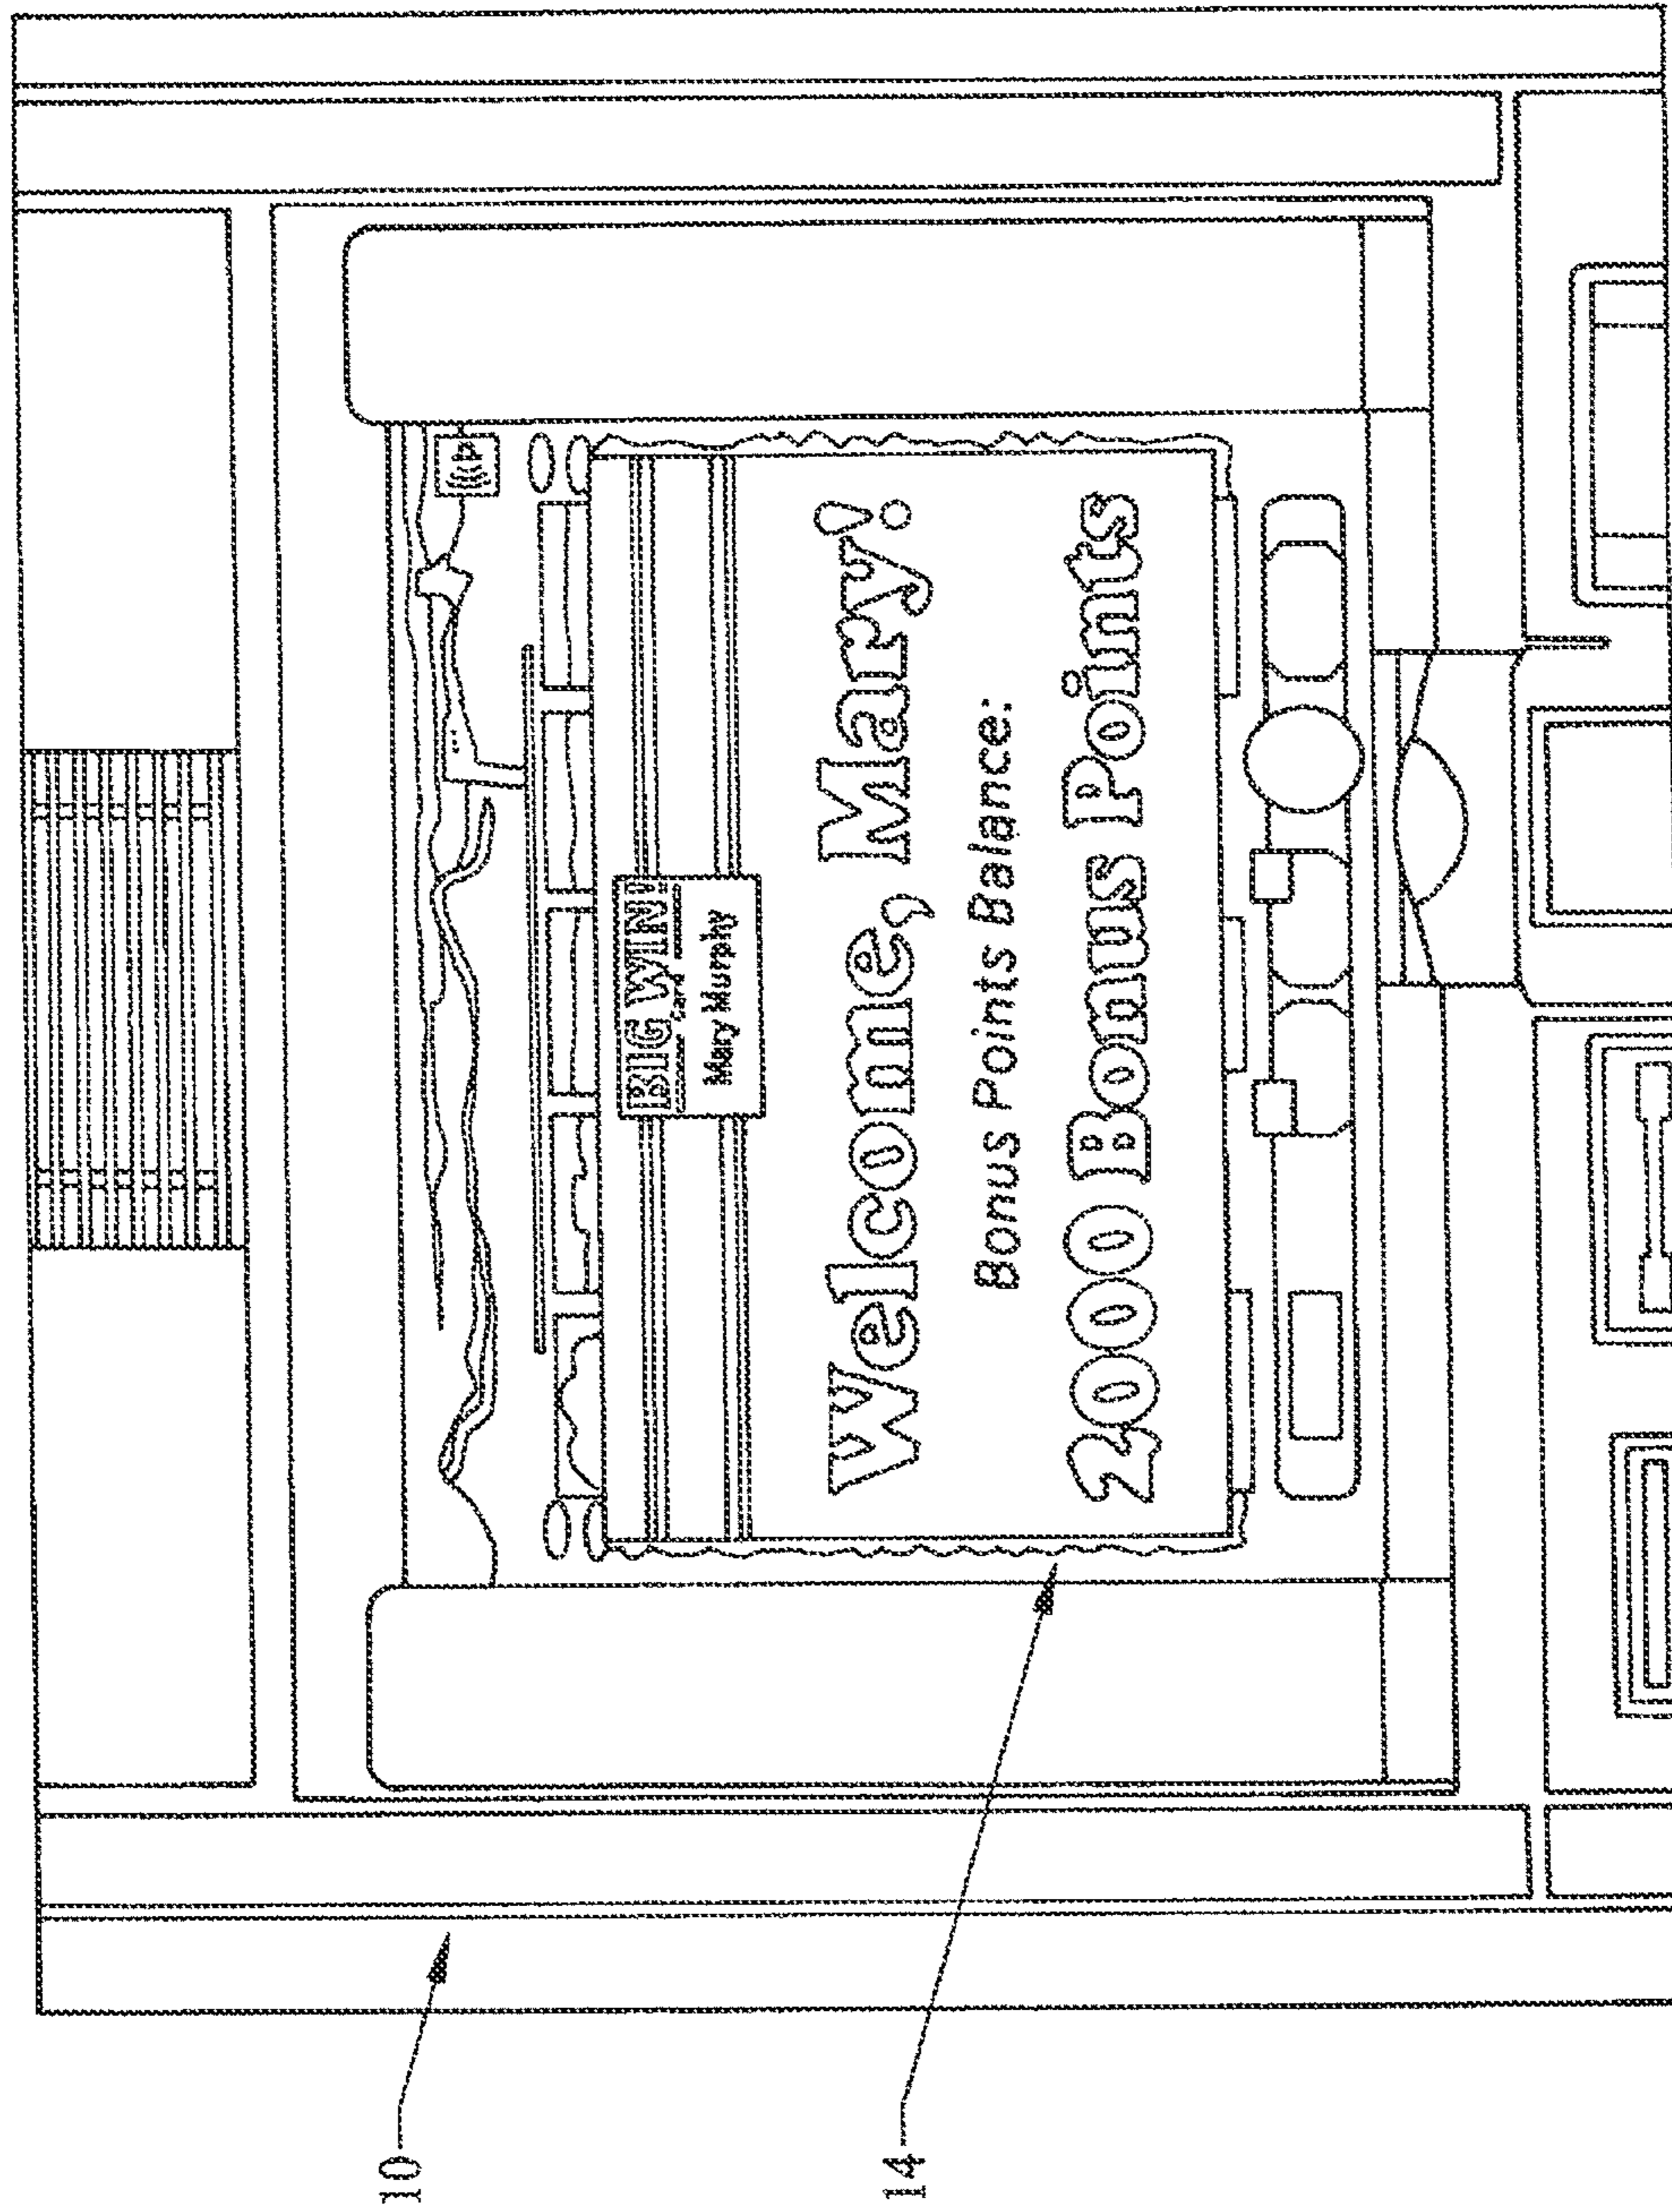 BIG WIN!
card
Mary Murphy
Welcome, Mary!
Bonus Points Balance:
2000 Bonus Points
10
14